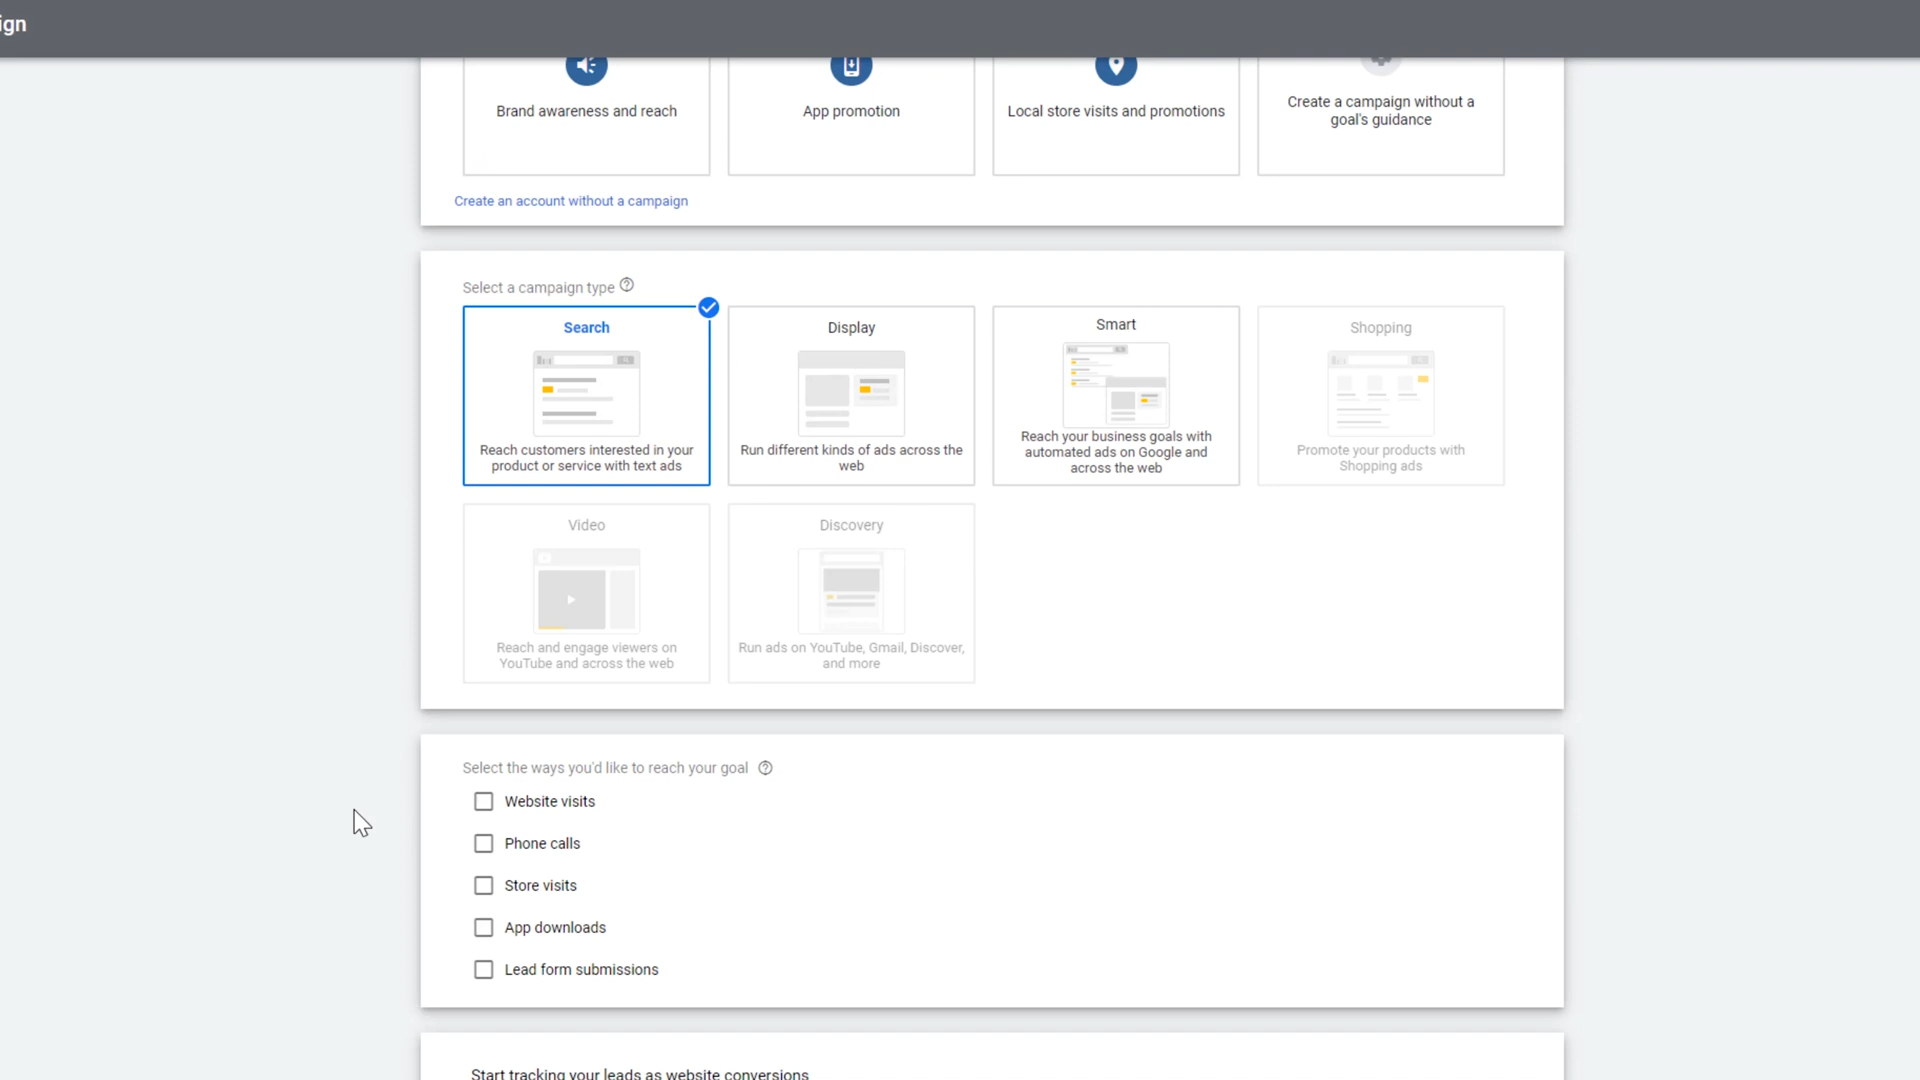 ign
Brand awareness and reach
App promotion
Local store visits and promotions
Create a campaign without a
goal's guidance
Create an account without a campaign
Select a campaign type
Search
Reach customers interested in your
product or service with text ads
Display
Run different kinds of ads across the
web
Smart
Reach your business goals with
automated ads on Google and
across the web
Shopping
Promote your products with
Shopping ads
Video
Reach and engage viewers on
YouTube and across the web
Discovery
Run ads on YouTube, Gmail, Discover,
and more
Select the ways you'd like to reach your goal
Website visits
Phone calls
Store visits
App downloads
Lead form submissions
Start tracking your leads as website conversions